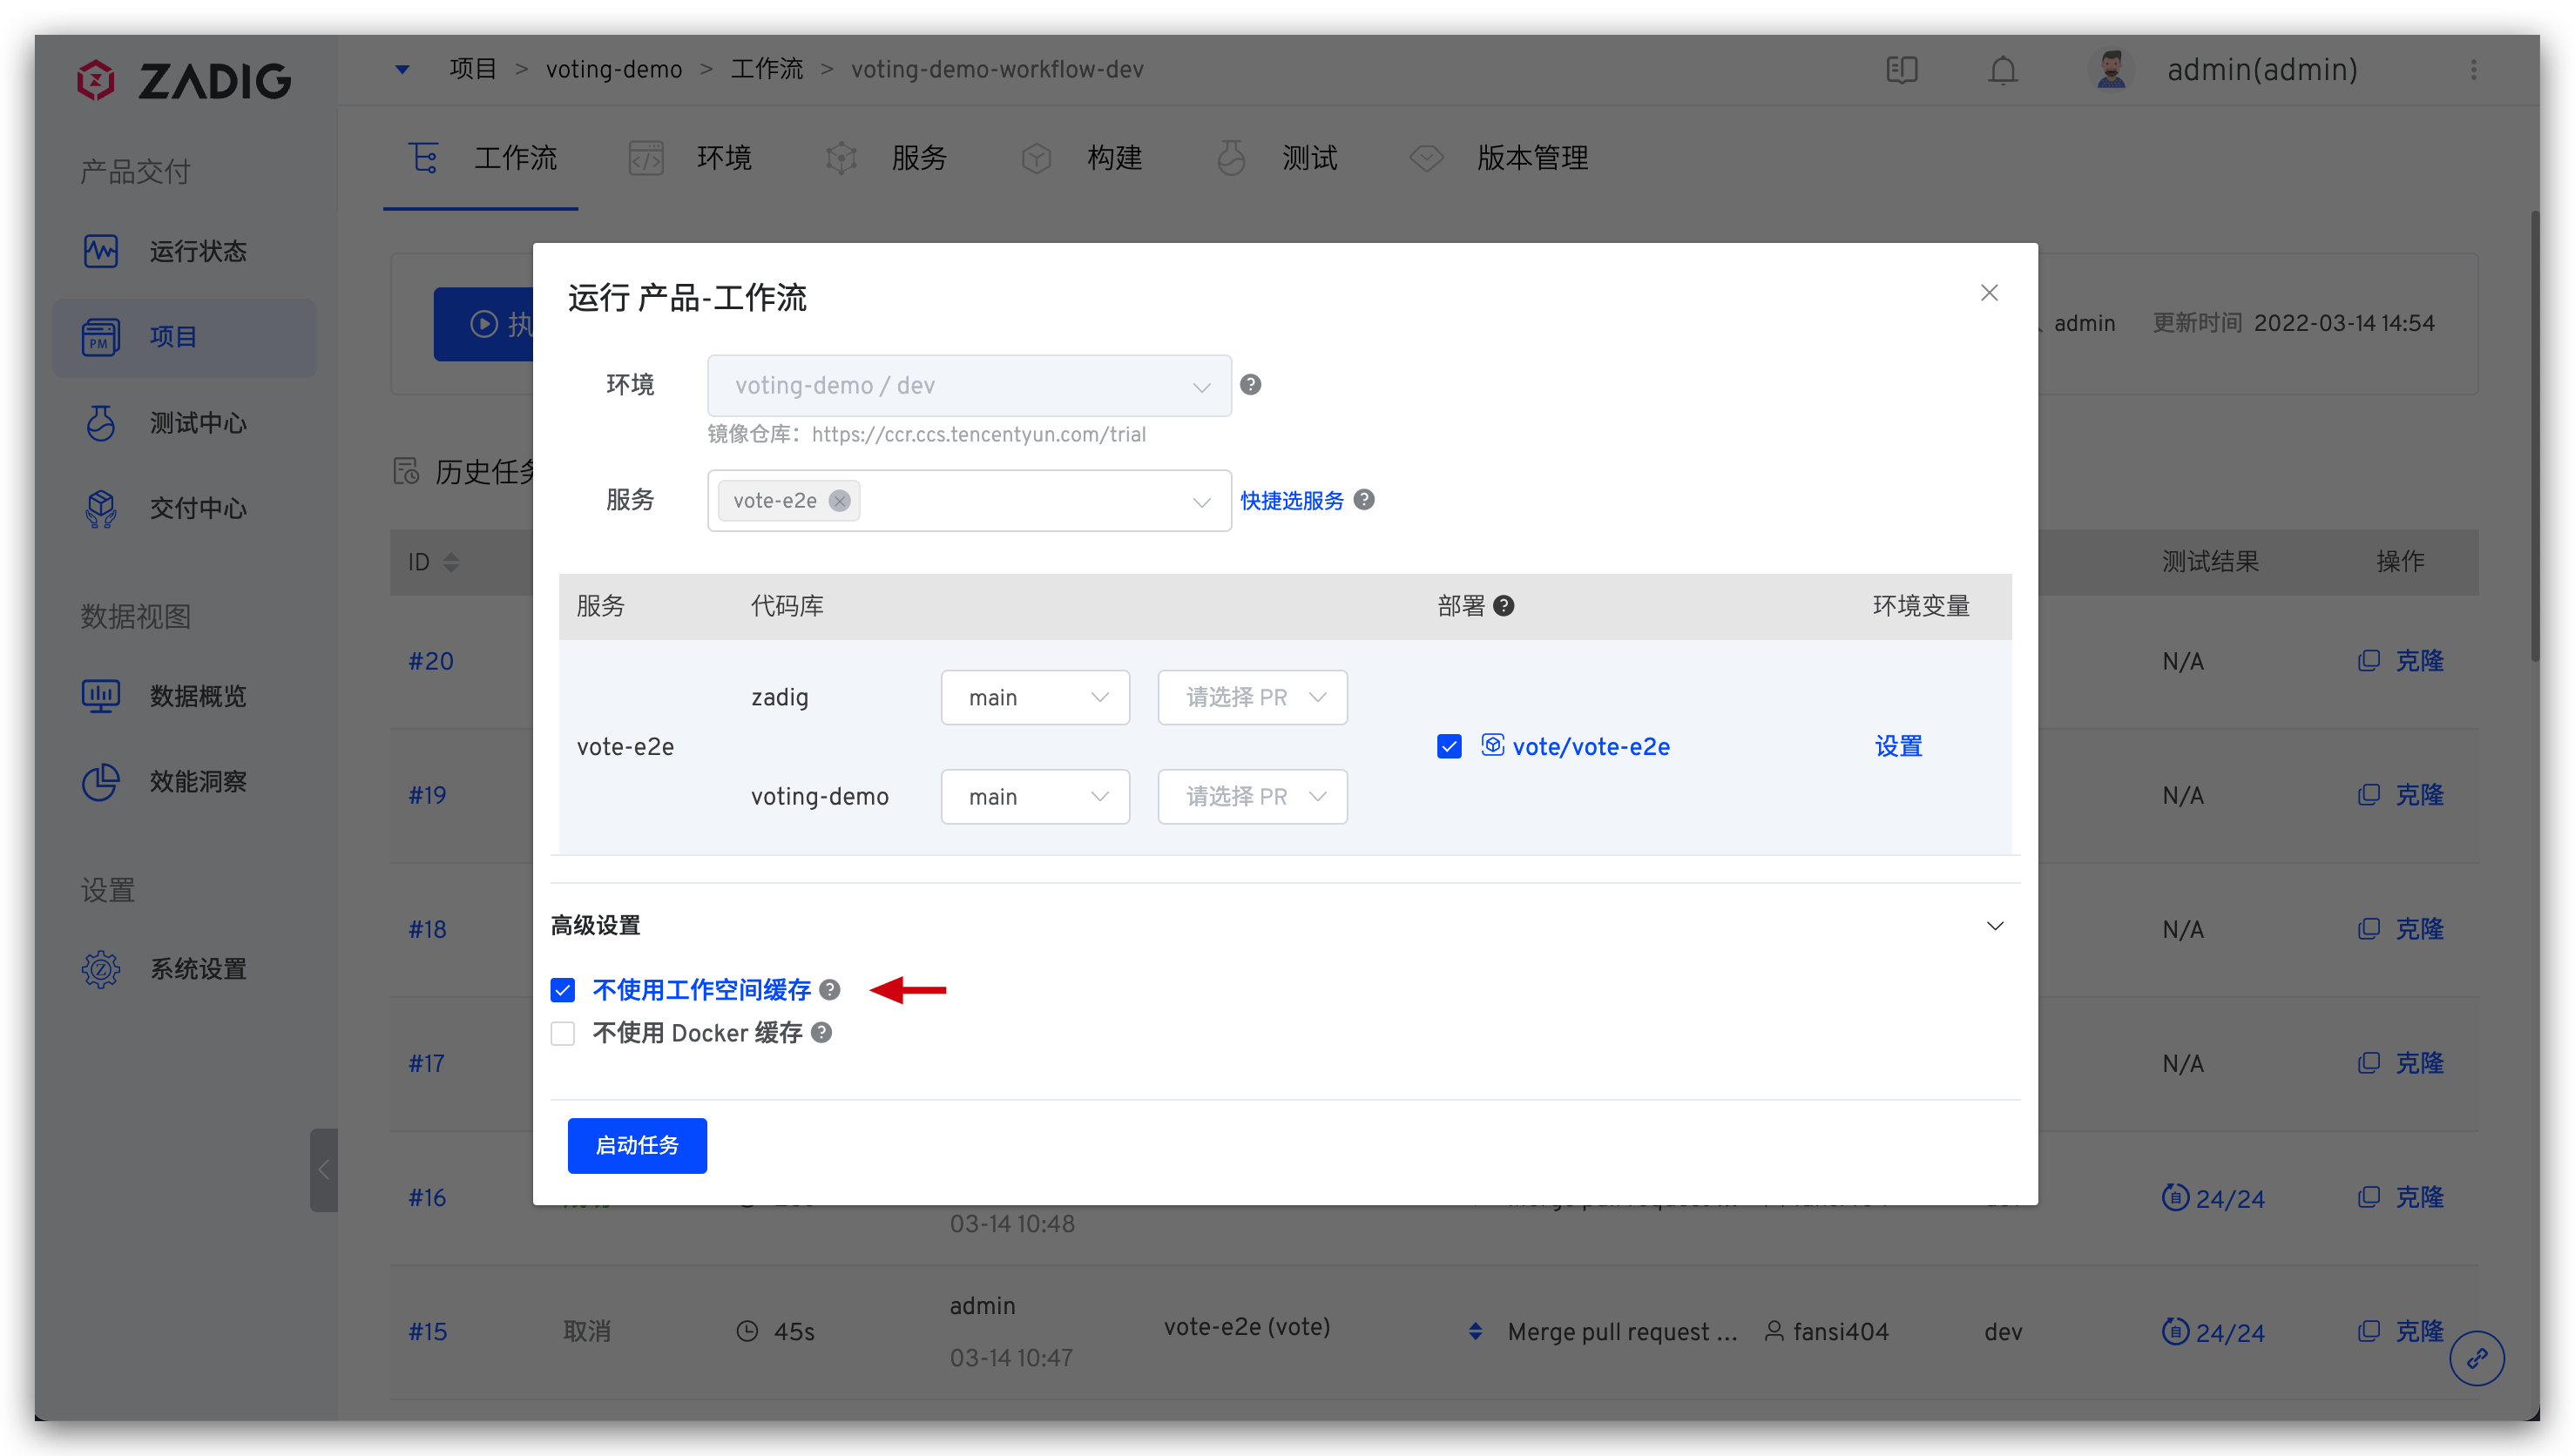 ZADIG
项目 > voting-demo > 工作流 > voting-demo-workflow-dev
admin(admin)
产品交付
运行状态
PM 项目
测试中心
交付中心
数据视图
数据概览
效能洞察
设置
系统设置
工作流 环境 服务 构建 测试 版本管理
执
admin 更新时间 2022-03-14 14:54
历史任务
运行 产品-工作流
环境 voting-demo / dev
镜像仓库: https://ccr.ccs.tencentyun.com/trial
服务 vote-e2e 快捷选服务
服务 代码库 部署 环境变量
zadig main 请选择 PR
vote-e2e vote/vote-e2e 设置
voting-demo main 请选择 PR
高级设置
不使用工作空间缓存
不使用 Docker 缓存
启动任务
ID 测试结果 操作
#20 N/A 克隆
#19 N/A 克隆
#18 N/A 克隆
#17 N/A 克隆
#16 24/24 克隆
03-14 10:48
admin
#15 取消 45s vote-e2e (vote) Merge pull request ... fansi404 dev 24/24 克隆
03-14 10:47